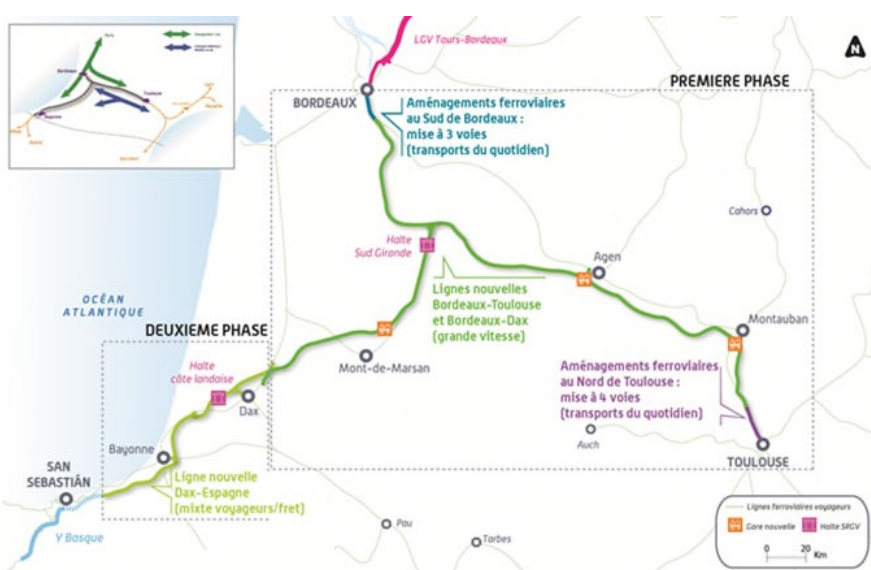 Paris
Bordeaux
Toulouse
Bayonne
LGV Tours-Bordeaux
N
PREMIERE PHASE
BORDEAUX
Aménagements ferroviaires
au Sud de Bordeaux :
mise à 3 voies
(transports du quotidien)
Cahors
Halte
Sud Gironde
Agen
OCÉAN
ATLANTIQUE
Lignes nouvelles
Bordeaux-Toulouse
et Bordeaux-Dax
(grande vitesse)
Montauban
DEUXIEME PHASE
Mont-de-Marsan
Halte
côte landaise
Dax
Aménagements ferroviaires
au Nord de Toulouse :
mise à 4 voies
(transports du quotidien)
Auch
TOULOUSE
Bayonne
SAN
SEBASTIÁN
Ligne nouvelle
Dax-Espagne
(mixte voyageurs/fret)
Y Basque
Pau
Tarbes
Lignes ferroviaires voyageurs
Gare nouvelle
Halte SRGV
0 20
Km